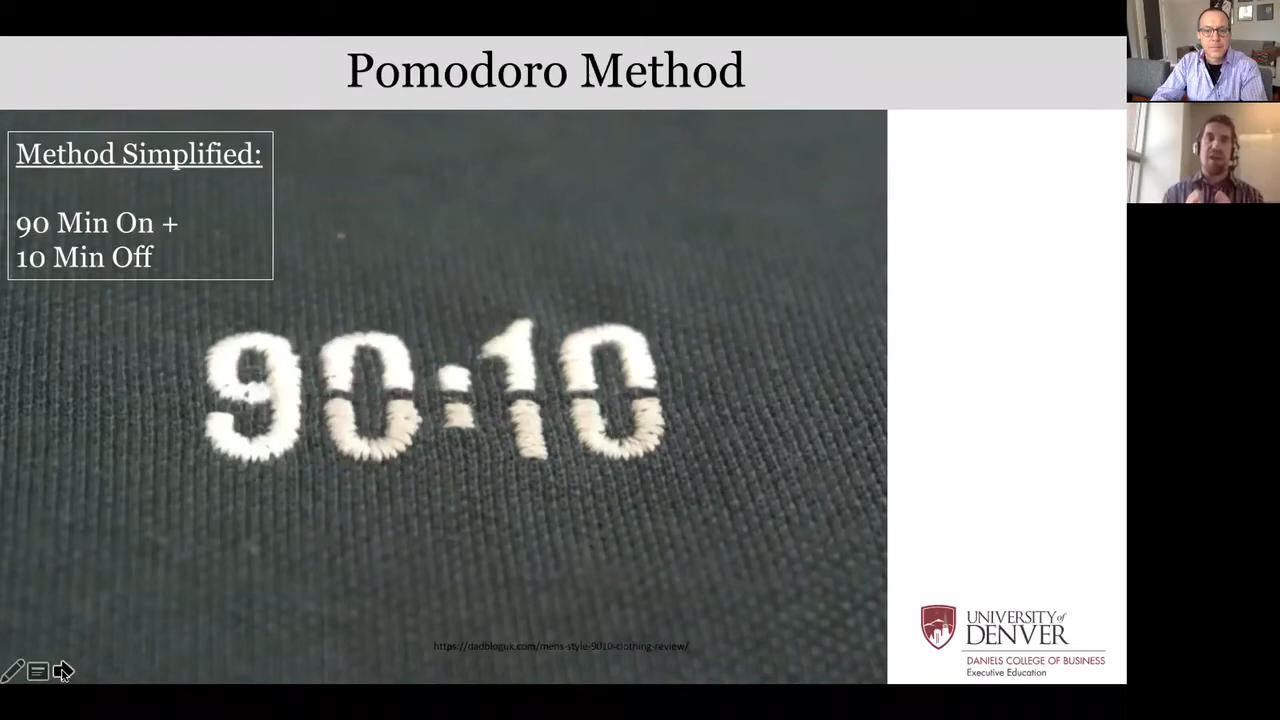 Pomodoro Method
Method Simplified:
90 Min On +
10 Min Off
90:10
https://dadbloguk.com/mens-style-9010-clothing-review/
UNIVERSITY of
DENVER
DANIELS COLLEGE OF BUSINESS
Executive Education